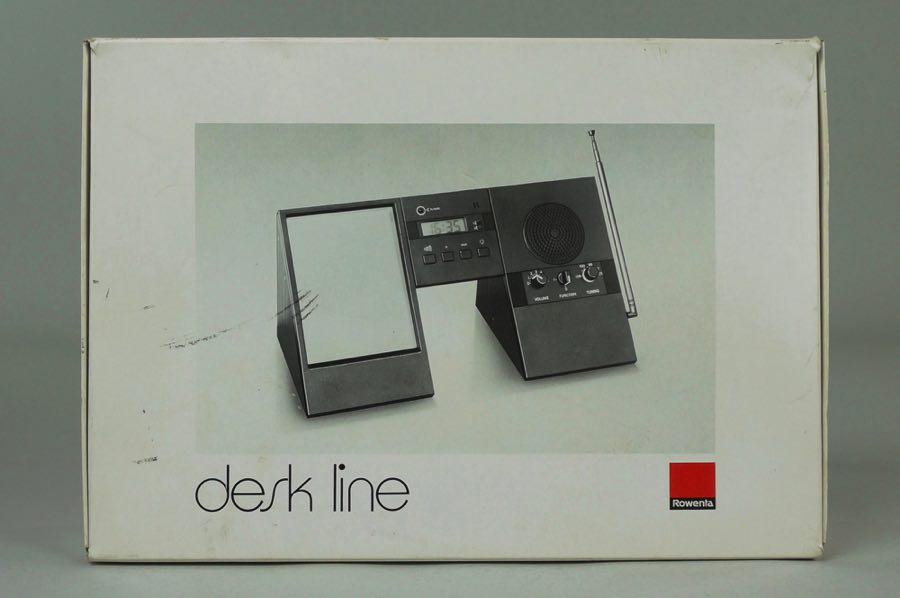 16:35
VOLUME
FUNCTION
TUNING
desk line
Rowenta